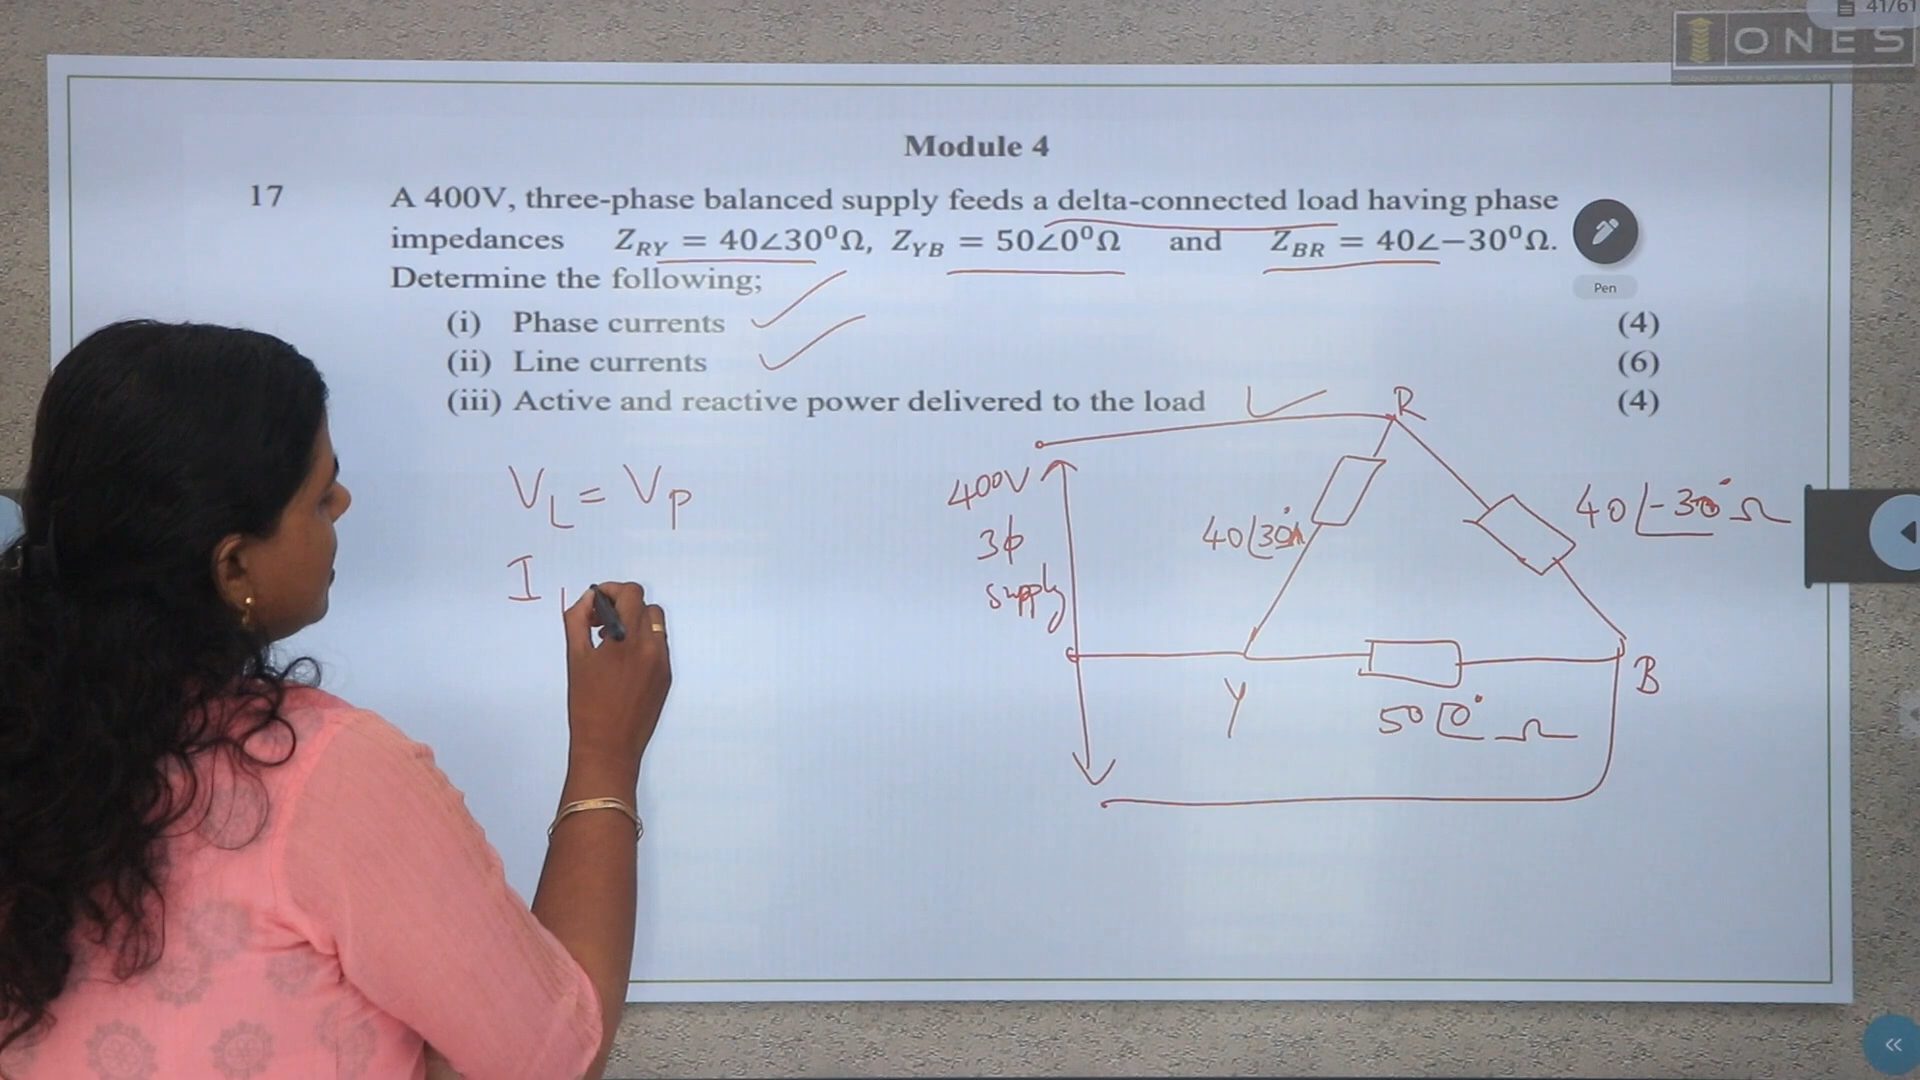 41/61
ONES
Module 4
17 A 400V, three-phase balanced supply feeds a delta-connected load having phase
impedances Z_RY = 40∠30⁰Ω, Z_YB = 50∠0⁰Ω and Z_BR = 40∠−30⁰Ω.
Determine the following;
Pen
(i) Phase currents (4)
(ii) Line currents (6)
(iii) Active and reactive power delivered to the load (4)
R
V_L = V_P
400V
3ϕ
supply
40∠30°Ω
40∠-30°Ω
I
Y
B
50∠0° Ω
«